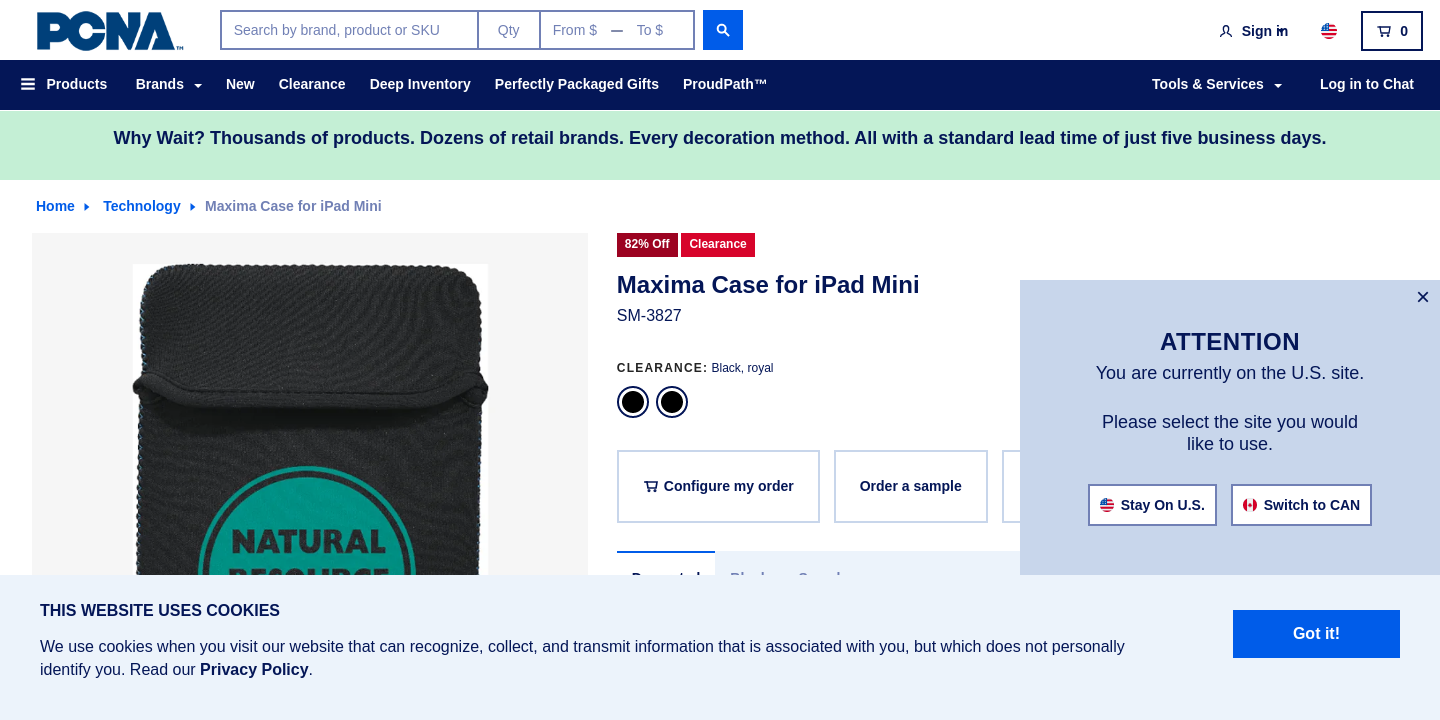 PCNA™
Search by brand, product or SKU
Qty
From $
To $
Sign in
0
Products
Brands
New
Clearance
Deep Inventory
Perfectly Packaged Gifts
ProudPath™
Tools & Services
Log in to Chat
Why Wait? Thousands of products. Dozens of retail brands. Every decoration method. All with a standard lead time of just five business days.
Home
Technology
Maxima Case for iPad Mini
82% Off
Clearance
Maxima Case for iPad Mini
SM-3827
CLEARANCE: Black, royal
Configure my order
Order a sample
NATURAL
ATTENTION
You are currently on the U.S. site.
Please select the site you would
like to use.
Stay On U.S.
Switch to CAN
THIS WEBSITE USES COOKIES
We use cookies when you visit our website that can recognize, collect, and transmit information that is associated with you, but which does not personally
identify you. Read our Privacy Policy.
Got it!